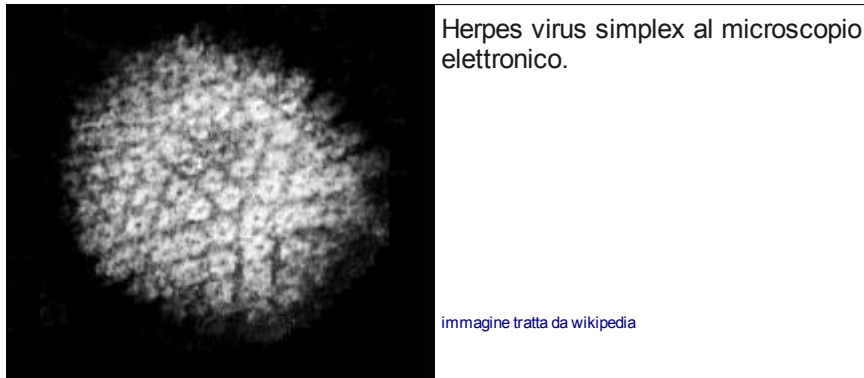 Herpes virus simplex al microscopio
elettronico.
immagine tratta da wikipedia